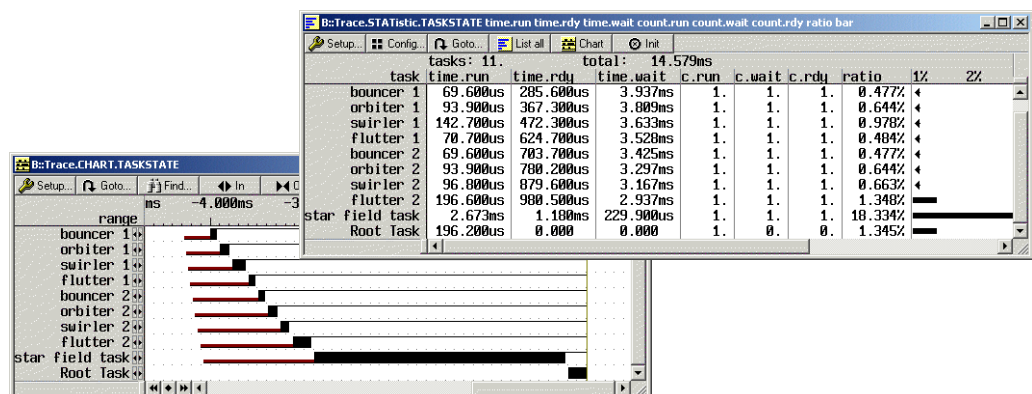 B::Trace.STATistic.TASKSTATE time.run time.rdy time.wait count.run count.wait count.rdy ratio bar
Setup... Config... Goto... List all Chart Init
tasks: 11. total: 14.579ms
task time.run time.rdy time.wait c.run c.wait c.rdy ratio 1% 2%
bouncer 1 69.600us 285.600us 3.937ms 1. 1. 1. 0.477%
orbiter 1 93.900us 367.300us 3.809ms 1. 1. 1. 0.644%
swirler 1 142.700us 472.300us 3.633ms 1. 1. 1. 0.978%
flutter 1 70.700us 624.700us 3.528ms 1. 1. 1. 0.484%
bouncer 2 69.600us 703.700us 3.425ms 1. 1. 1. 0.477%
orbiter 2 93.900us 780.200us 3.297ms 1. 1. 1. 0.644%
swirler 2 96.800us 879.600us 3.167ms 1. 1. 1. 0.663%
flutter 2 196.600us 980.500us 2.937ms 1. 1. 1. 1.348%
star field task 2.673ms 1.180ms 229.900us 1. 1. 1. 18.334%
Root Task 196.200us 0.000 0.000 1. 0. 0. 1.345%
B::Trace.CHART.TASKSTATE
Setup... Goto... Find... In
ms -4.000ms -3
range
bouncer 1
orbiter 1
swirler 1
flutter 1
bouncer 2
orbiter 2
swirler 2
flutter 2
star field task
Root Task